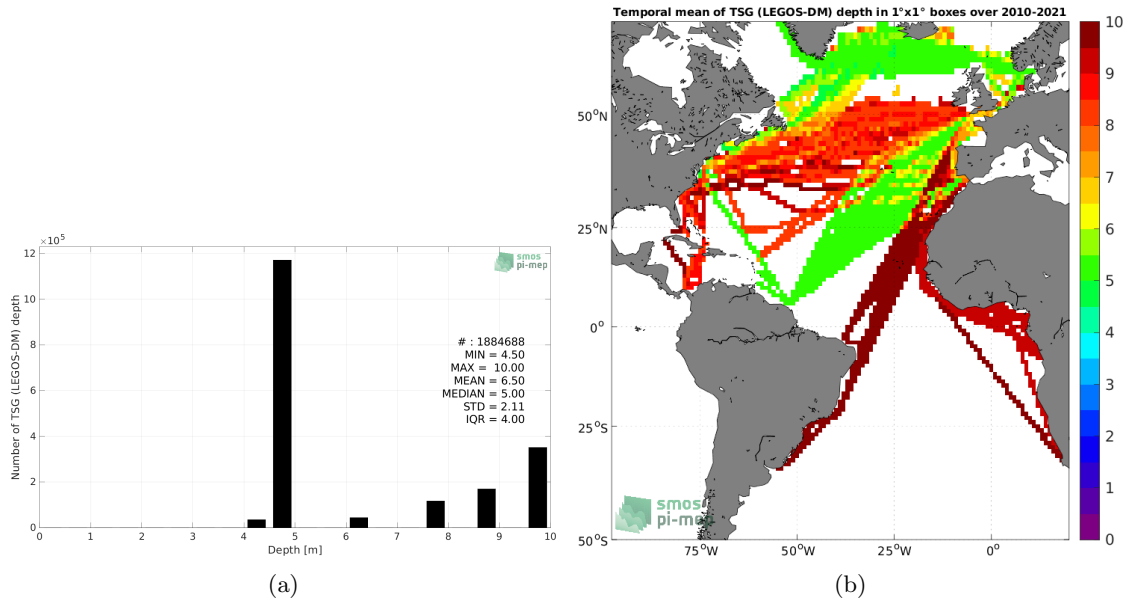 ×10⁵
12
10
8
6
4
2
0
Number of TSG (LEGOS-DM) depth
smos
pi-mep
# : 1884688
MIN = 4.50
MAX = 10.00
MEAN = 6.50
MEDIAN = 5.00
STD = 2.11
IQR = 4.00
0 1 2 3 4 5 6 7 8 9 10
Depth [m]
(a)
Temporal mean of TSG (LEGOS-DM) depth in 1°x1° boxes over 2010-2021
50°N
25°N
0°
25°S
50°S
75°W 50°W 25°W 0°
smos
pi-mep
10
9
8
7
6
5
4
3
2
1
0
(b)